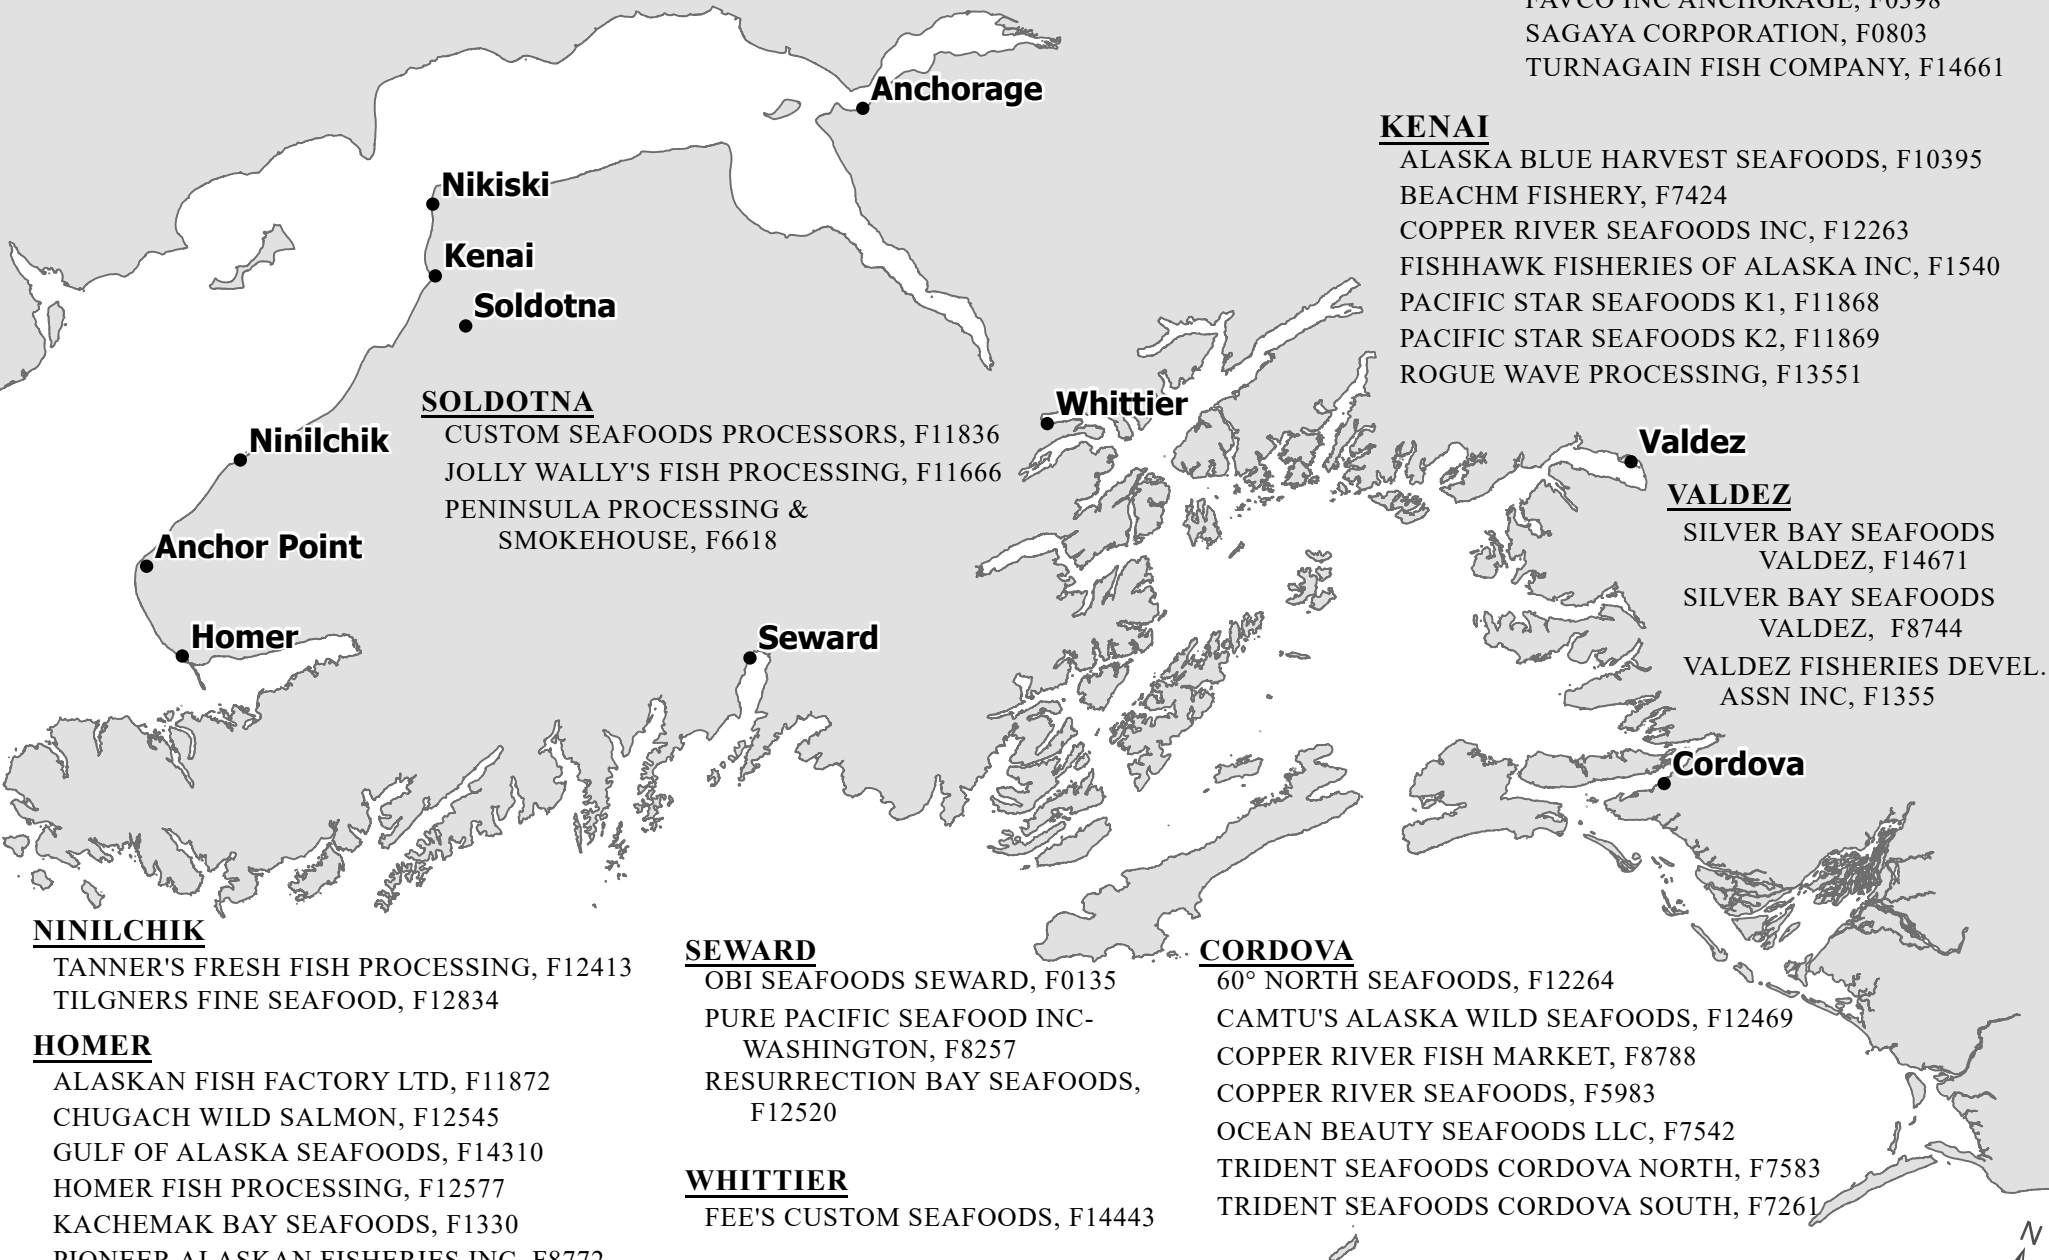 FAVCO INC ANCHORAGE, F0398
SAGAYA CORPORATION, F0803
TURNAGAIN FISH COMPANY, F14661
Anchorage
KENAI
ALASKA BLUE HARVEST SEAFOODS, F10395
BEACHM FISHERY, F7424
COPPER RIVER SEAFOODS INC, F12263
FISHHAWK FISHERIES OF ALASKA INC, F1540
PACIFIC STAR SEAFOODS K1, F11868
PACIFIC STAR SEAFOODS K2, F11869
ROGUE WAVE PROCESSING, F13551
Nikiski
Kenai
Soldotna
SOLDOTNA
CUSTOM SEAFOODS PROCESSORS, F11836
JOLLY WALLY'S FISH PROCESSING, F11666
PENINSULA PROCESSING &
SMOKEHOUSE, F6618
Whittier
Ninilchik
Valdez
VALDEZ
SILVER BAY SEAFOODS
VALDEZ, F14671
SILVER BAY SEAFOODS
VALDEZ, F8744
VALDEZ FISHERIES DEVEL.
ASSN INC, F1355
Anchor Point
Homer
Seward
Cordova
NINILCHIK
TANNER'S FRESH FISH PROCESSING, F12413
TILGNERS FINE SEAFOOD, F12834
HOMER
ALASKAN FISH FACTORY LTD, F11872
CHUGACH WILD SALMON, F12545
GULF OF ALASKA SEAFOODS, F14310
HOMER FISH PROCESSING, F12577
KACHEMAK BAY SEAFOODS, F1330
PIONEER ALASKAN FISHERIES INC, F8772
SEWARD
OBI SEAFOODS SEWARD, F0135
PURE PACIFIC SEAFOOD INC-
WASHINGTON, F8257
RESURRECTION BAY SEAFOODS,
F12520
WHITTIER
FEE'S CUSTOM SEAFOODS, F14443
CORDOVA
60° NORTH SEAFOODS, F12264
CAMTU'S ALASKA WILD SEAFOODS, F12469
COPPER RIVER FISH MARKET, F8788
COPPER RIVER SEAFOODS, F5983
OCEAN BEAUTY SEAFOODS LLC, F7542
TRIDENT SEAFOODS CORDOVA NORTH, F7583
TRIDENT SEAFOODS CORDOVA SOUTH, F7261
N